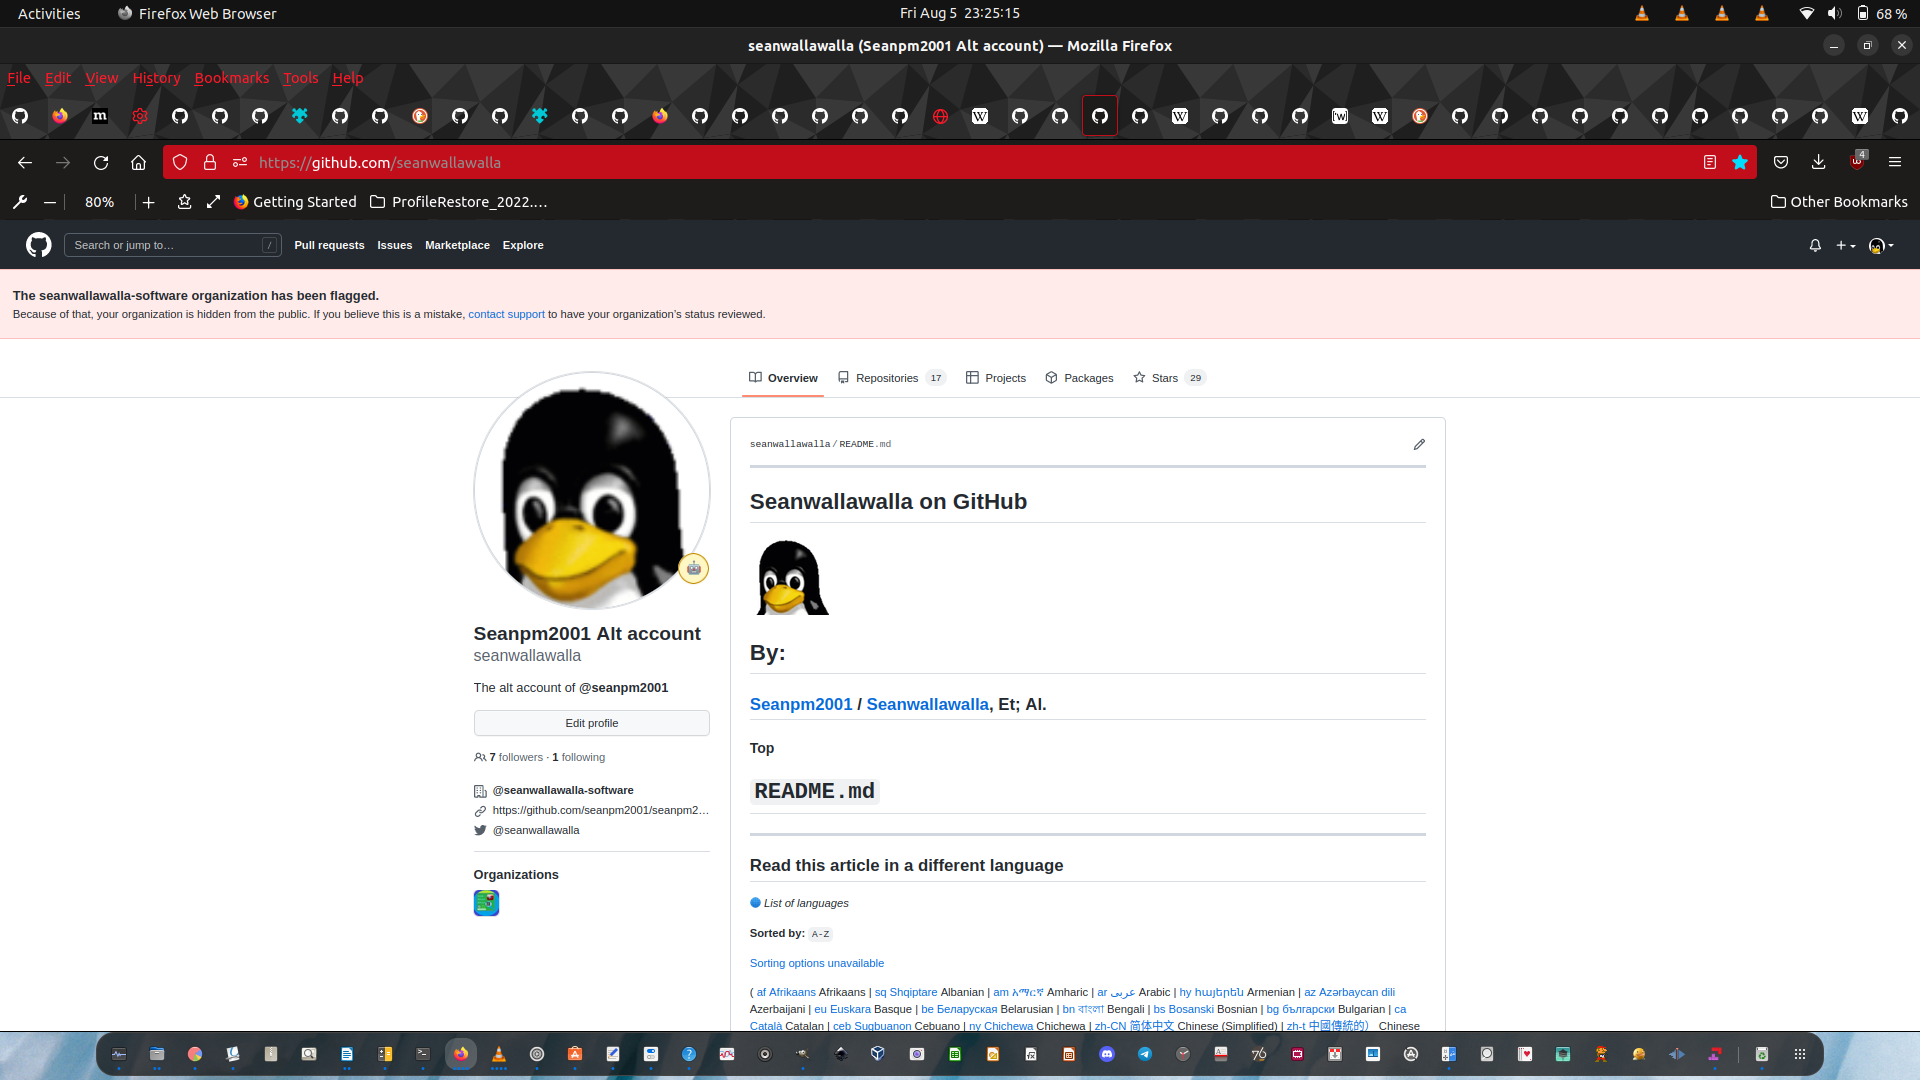 Activities Firefox Web Browser Fri Aug 5 23:25:15 68 %
seanwallawalla (Seanpm2001 Alt account) — Mozilla Firefox
File Edit View History Bookmarks Tools Help
https://github.com/seanwallawalla 4
80% Getting Started ProfileRestore_2022.... Other Bookmarks
Search or jump to... / Pull requests Issues Marketplace Explore
The seanwallawalla-software organization has been flagged.
Because of that, your organization is hidden from the public. If you believe this is a mistake, contact support to have your organization's status reviewed.
Overview Repositories 17 Projects Packages Stars 29
Seanpm2001 Alt account
seanwallawalla
The alt account of @seanpm2001
Edit profile
7 followers · 1 following
@seanwallawalla-software
https://github.com/seanpm2001/seanpm2...
@seanwallawalla
Organizations
seanwallawalla/README.md
Seanwallawalla on GitHub
By:
Seanpm2001 / Seanwallawalla, Et; Al.
Top
README.md
Read this article in a different language
List of languages
Sorted by: A-Z
Sorting options unavailable
( af Afrikaans Afrikaans | sq Shqiptare Albanian | am አማርኛ Amharic | ar عربى Arabic | hy հայերեն Armenian | az Azərbaycan dili
Azerbaijani | eu Euskara Basque | be Беларуская Belarusian | bn বাংলা Bengali | bs Bosanski Bosnian | bg български Bulgarian | ca
Català Catalan | ceb Sugbuanon Cebuano | ny Chichewa Chichewa | zh-CN 简体中文 Chinese (Simplified) | zh-t 中國傳統的） Chinese